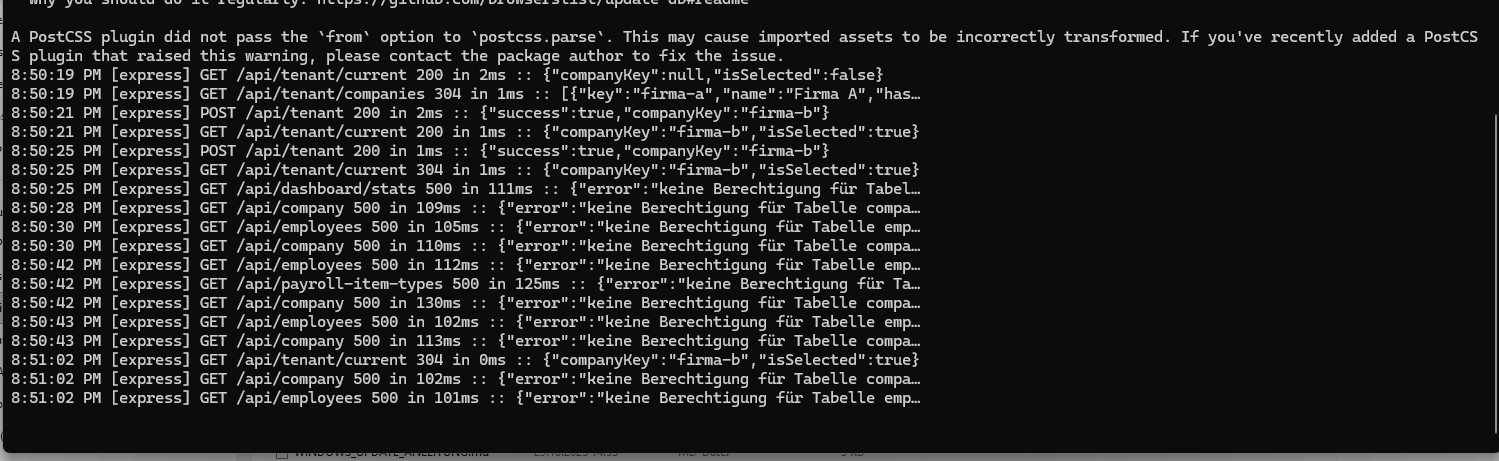 why you should do it regularly: https://github.com/browserslist/update-db#readme
A PostCSS plugin did not pass the `from` option to `postcss.parse`. This may cause imported assets to be incorrectly transformed. If you've recently added a PostCS
S plugin that raised this warning, please contact the package author to fix the issue.
8:50:19 PM [express] GET /api/tenant/current 200 in 2ms :: {"companyKey":null,"isSelected":false}
8:50:19 PM [express] GET /api/tenant/companies 304 in 1ms :: [{"key":"firma-a","name":"Firma A","has…
8:50:21 PM [express] POST /api/tenant 200 in 2ms :: {"success":true,"companyKey":"firma-b"}
8:50:21 PM [express] GET /api/tenant/current 200 in 1ms :: {"companyKey":"firma-b","isSelected":true}
8:50:25 PM [express] POST /api/tenant 200 in 1ms :: {"success":true,"companyKey":"firma-b"}
8:50:25 PM [express] GET /api/tenant/current 304 in 1ms :: {"companyKey":"firma-b","isSelected":true}
8:50:25 PM [express] GET /api/dashboard/stats 500 in 111ms :: {"error":"keine Berechtigung für Tabel…
8:50:28 PM [express] GET /api/company 500 in 109ms :: {"error":"keine Berechtigung für Tabelle compa…
8:50:30 PM [express] GET /api/employees 500 in 105ms :: {"error":"keine Berechtigung für Tabelle emp…
8:50:30 PM [express] GET /api/company 500 in 110ms :: {"error":"keine Berechtigung für Tabelle compa…
8:50:42 PM [express] GET /api/employees 500 in 112ms :: {"error":"keine Berechtigung für Tabelle emp…
8:50:42 PM [express] GET /api/payroll-item-types 500 in 125ms :: {"error":"keine Berechtigung für Ta…
8:50:42 PM [express] GET /api/company 500 in 130ms :: {"error":"keine Berechtigung für Tabelle compa…
8:50:43 PM [express] GET /api/employees 500 in 102ms :: {"error":"keine Berechtigung für Tabelle emp…
8:50:43 PM [express] GET /api/company 500 in 113ms :: {"error":"keine Berechtigung für Tabelle compa…
8:51:02 PM [express] GET /api/tenant/current 304 in 0ms :: {"companyKey":"firma-b","isSelected":true}
8:51:02 PM [express] GET /api/company 500 in 102ms :: {"error":"keine Berechtigung für Tabelle compa…
8:51:02 PM [express] GET /api/employees 500 in 101ms :: {"error":"keine Berechtigung für Tabelle emp…